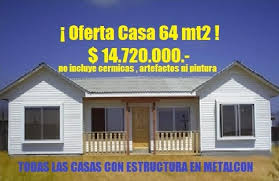 ¡ Oferta Casa 64 mt2 !
$ 14.720.000.-
no incluye cermicas , artefactos ni pintura
TODAS LAS CASAS CON ESTRUCTURA EN METALCON